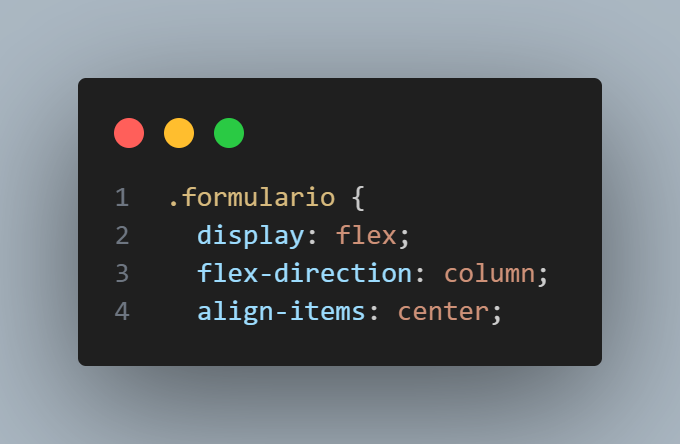 1 .formulario {
2 display: flex;
3 flex-direction: column;
4 align-items: center;